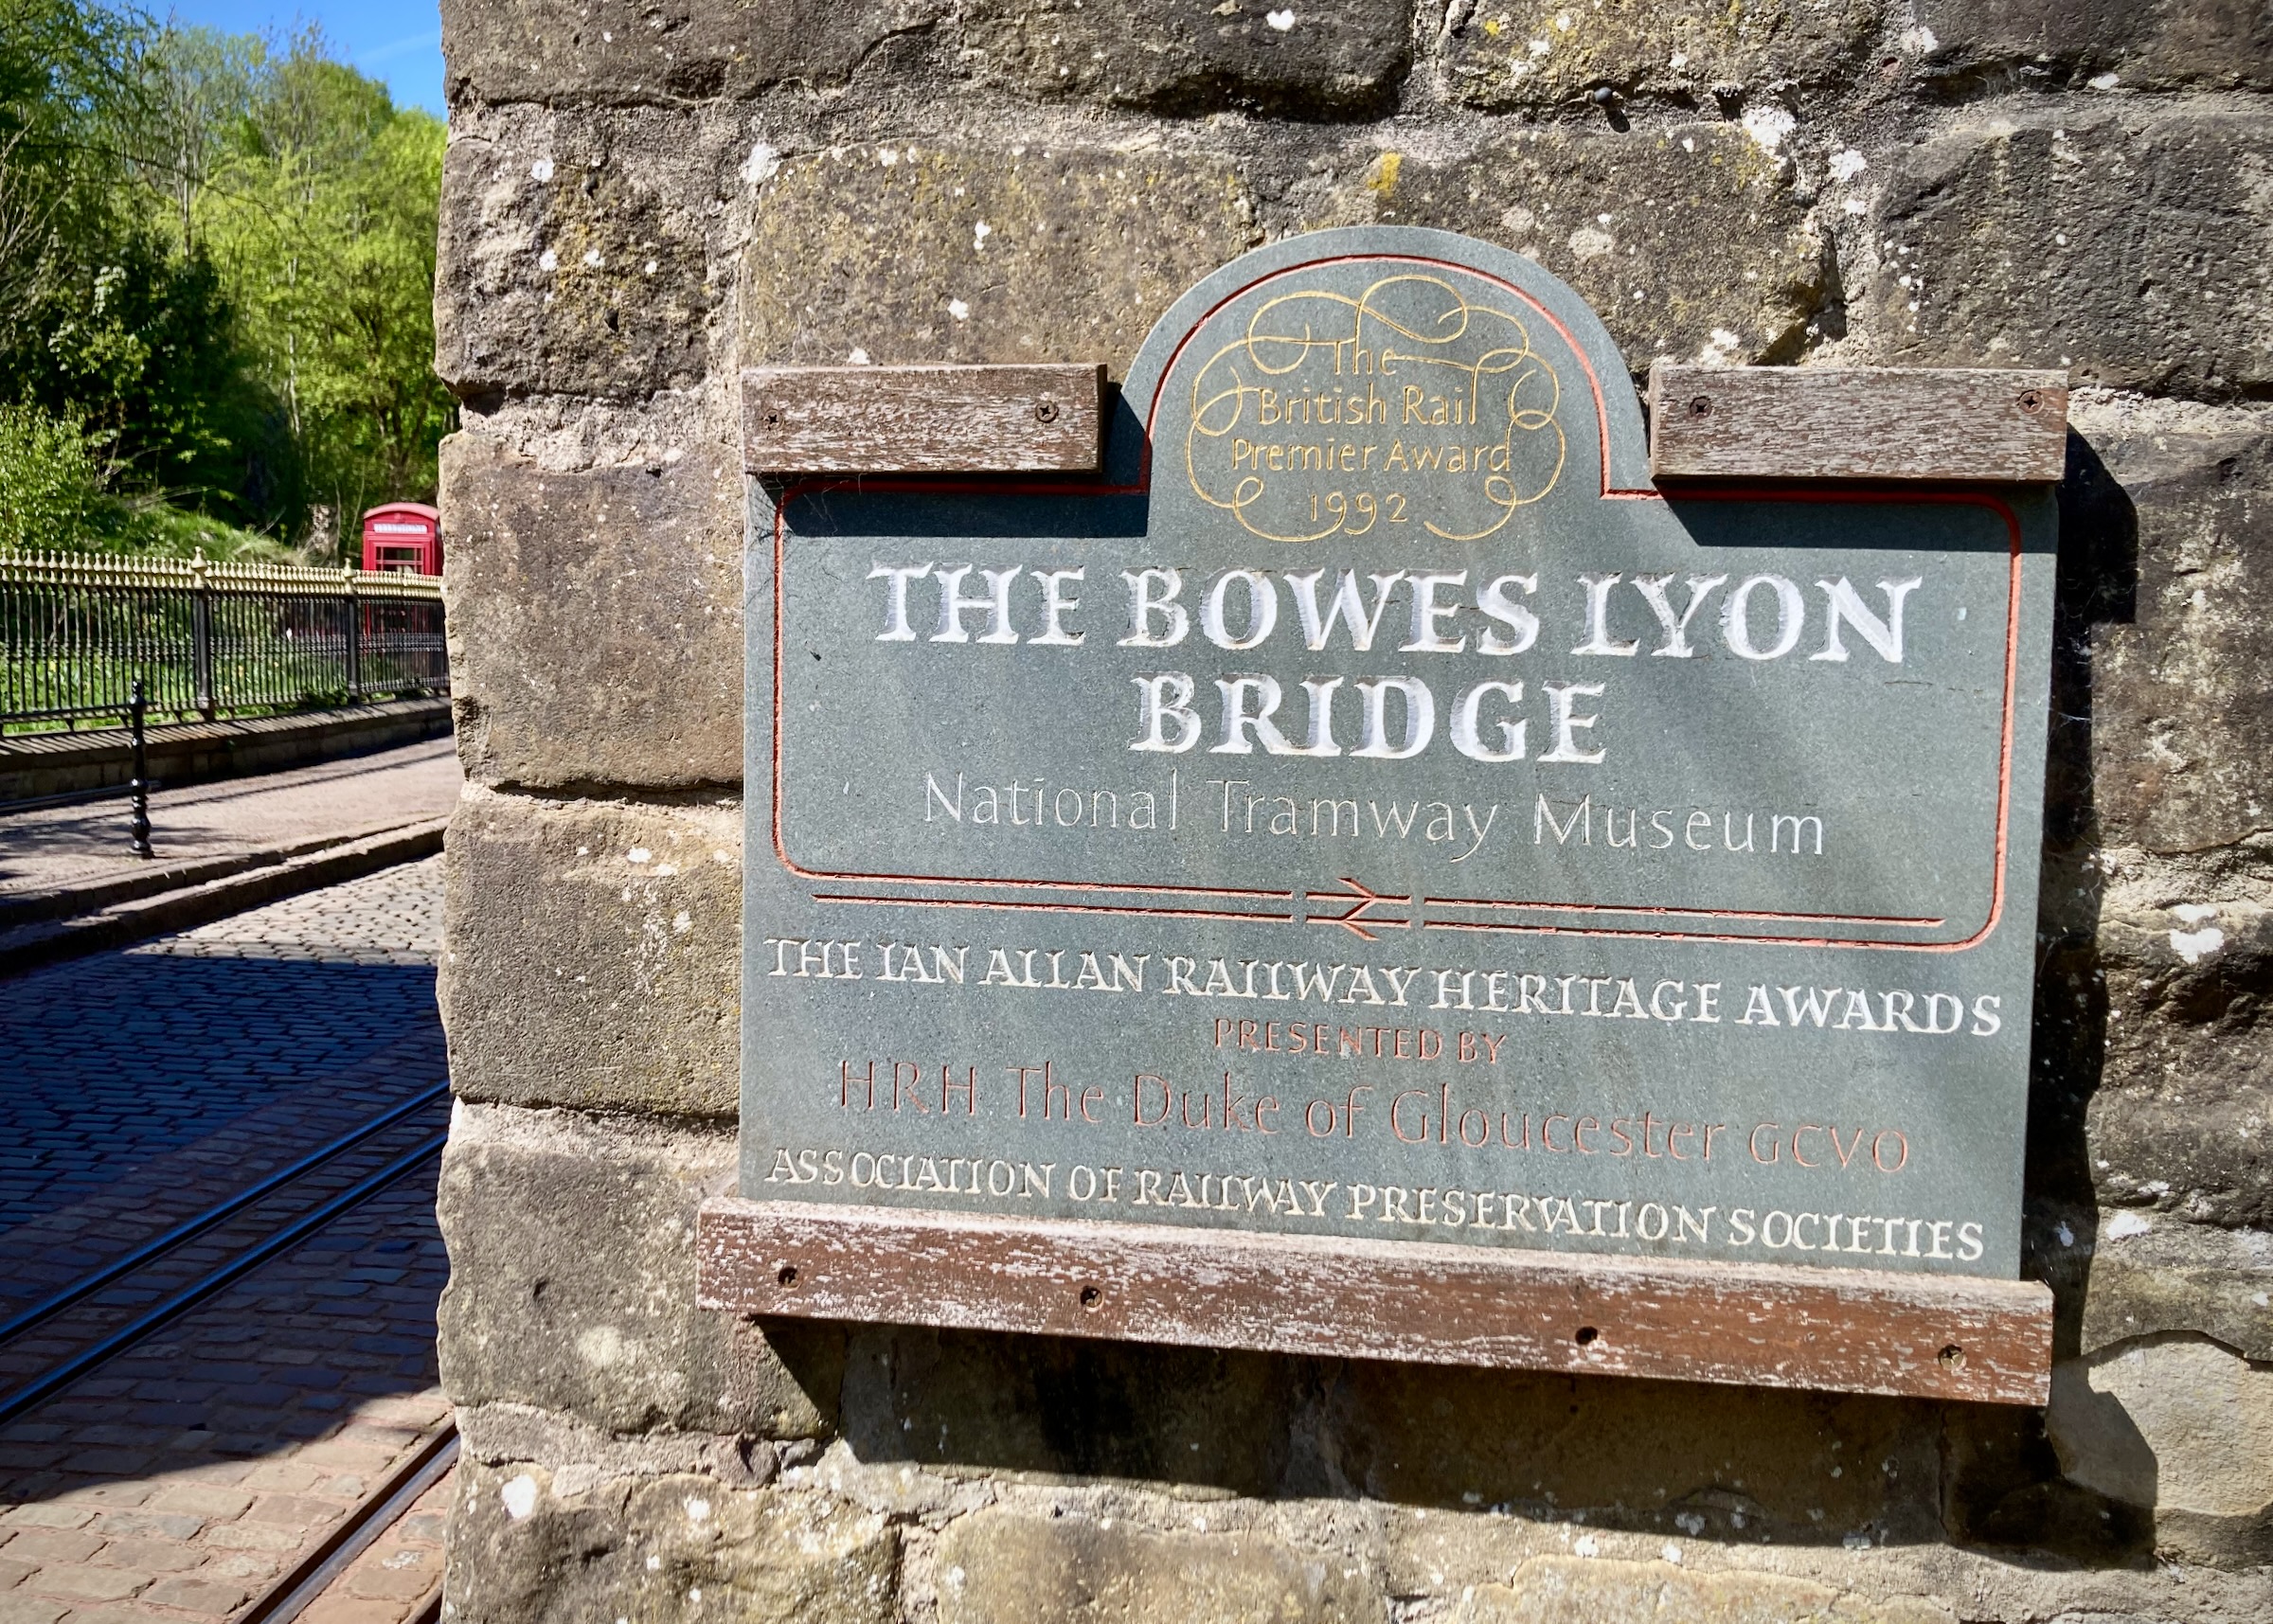 The
British Rail
Premier Award
1992
THE BOWES LYON
BRIDGE
National Tramway Museum
THE IAN ALLAN RAILWAY HERITAGE AWARDS
PRESENTED BY
HRH The Duke of Gloucester GCVO
ASSOCIATION OF RAILWAY PRESERVATION SOCIETIES
TELEPHONE